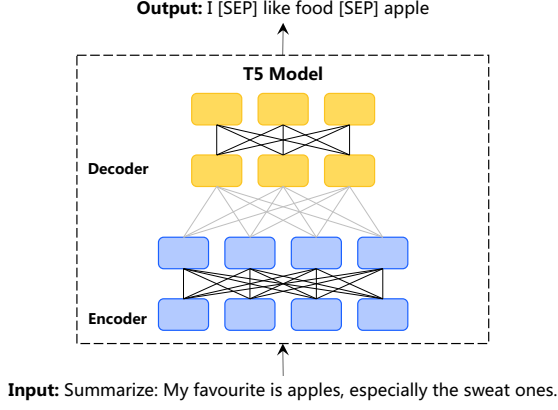 Output: I [SEP] like food [SEP] apple
T5 Model
Decoder
Encoder
Input: Summarize: My favourite is apples, especially the sweat ones.